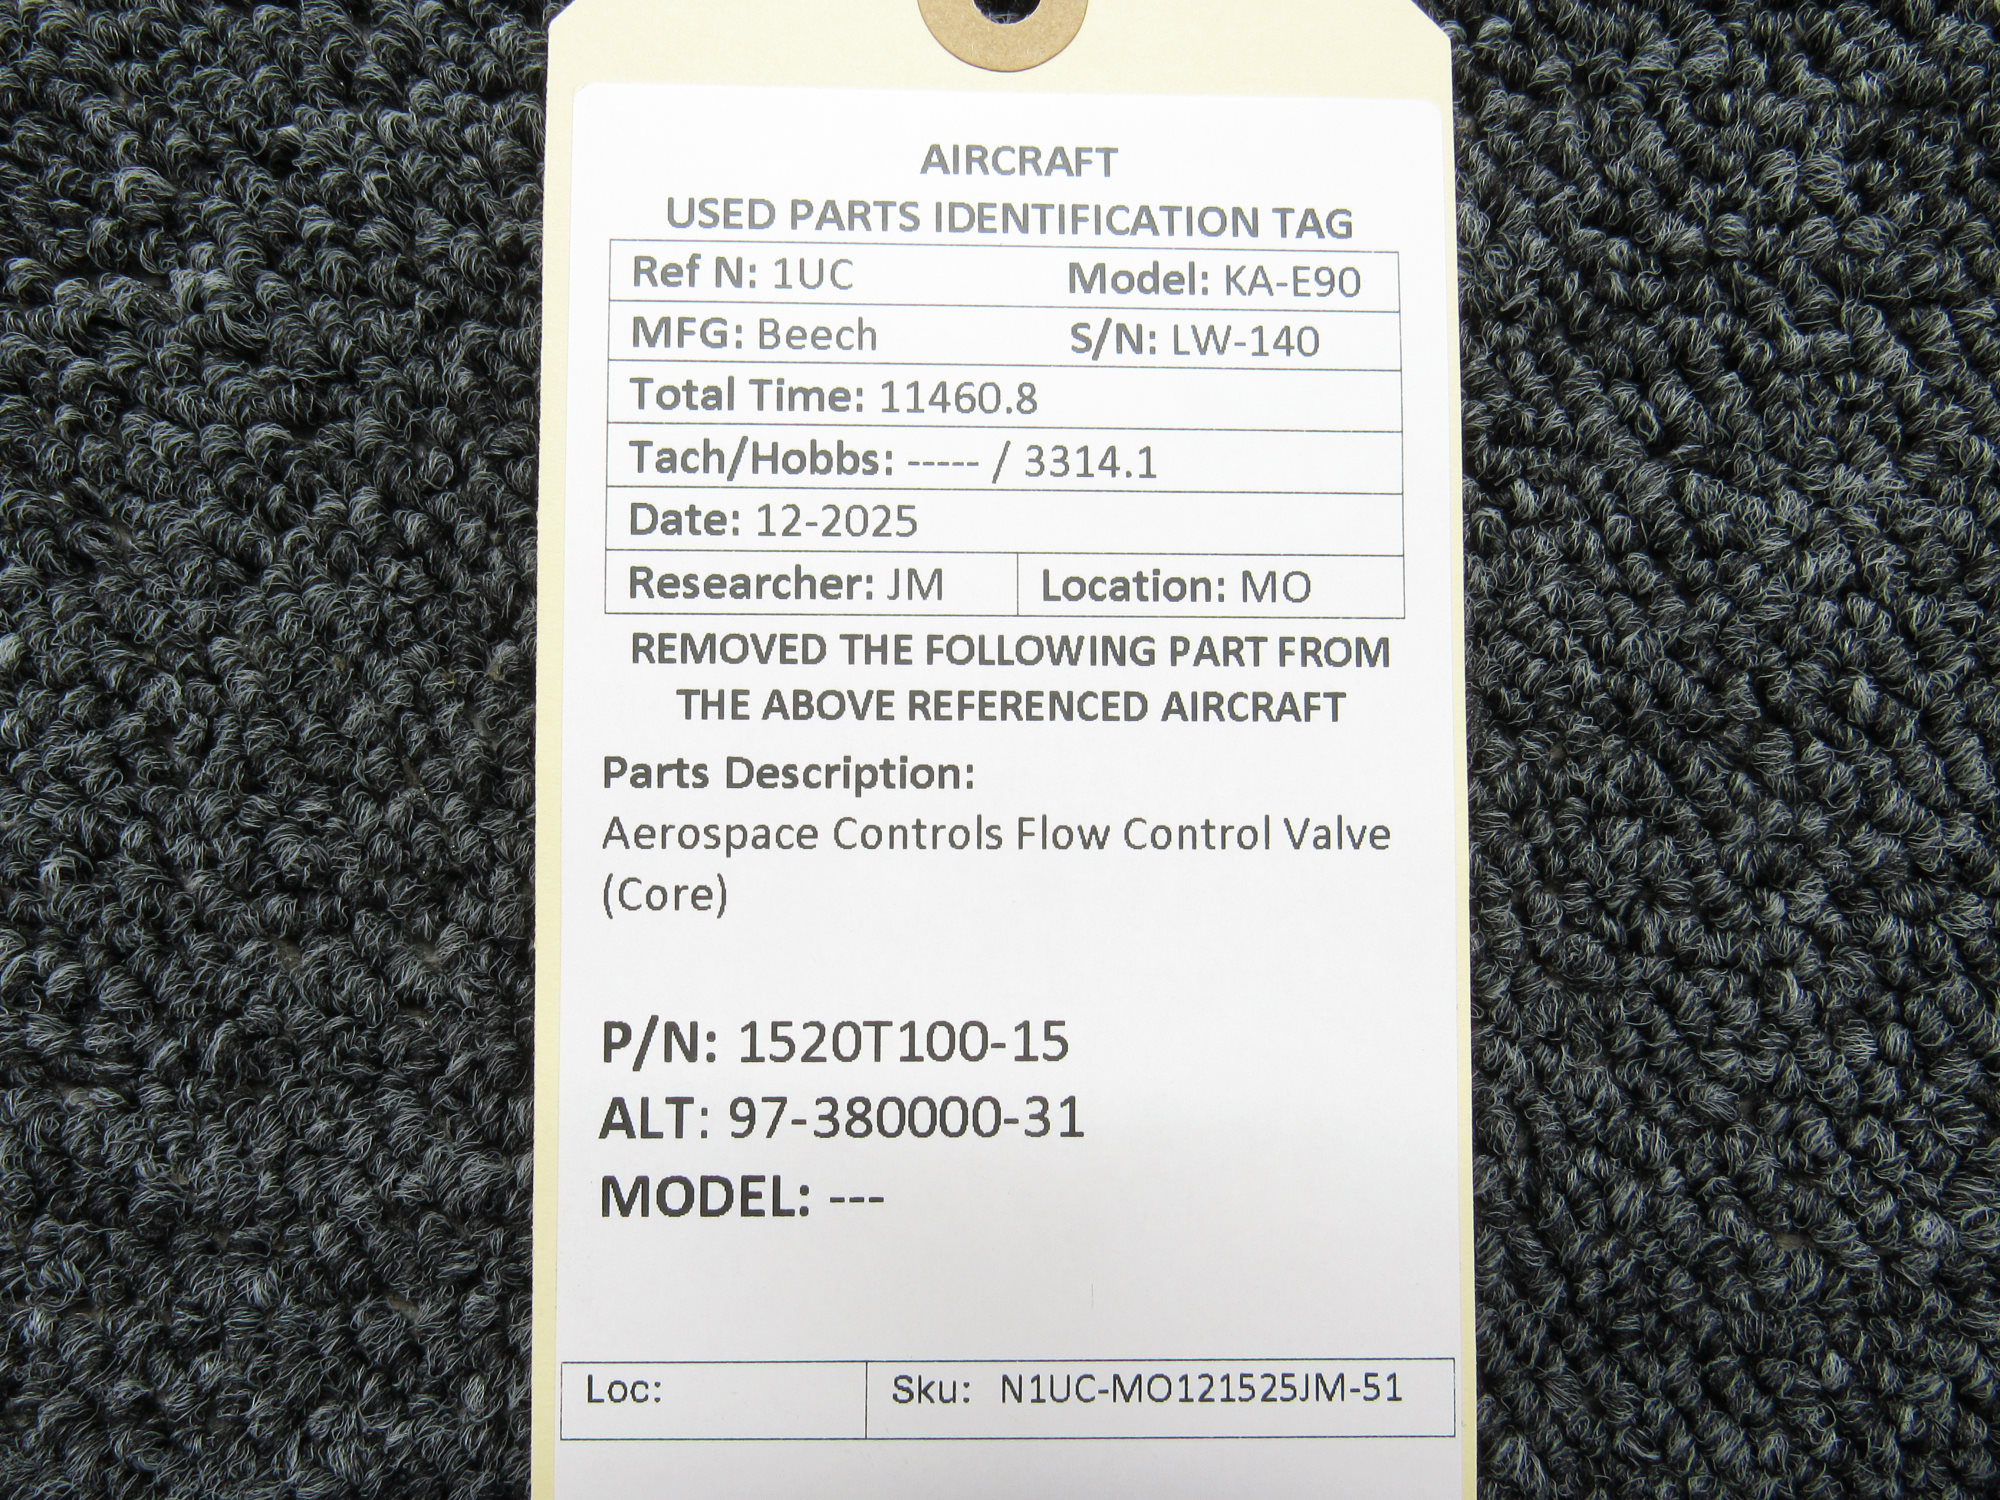 AIRCRAFT
USED PARTS IDENTIFICATION TAG
Ref N: 1UC Model: KA-E90
MFG: Beech S/N: LW-140
Total Time: 11460.8
Tach/Hobbs: ----- / 3314.1
Date: 12-2025
Researcher: JM Location: MO
REMOVED THE FOLLOWING PART FROM
THE ABOVE REFERENCED AIRCRAFT
Parts Description:
Aerospace Controls Flow Control Valve
(Core)
P/N: 1520T100-15
ALT: 97-380000-31
MODEL: ---
Loc: Sku: N1UC-MO121525JM-51